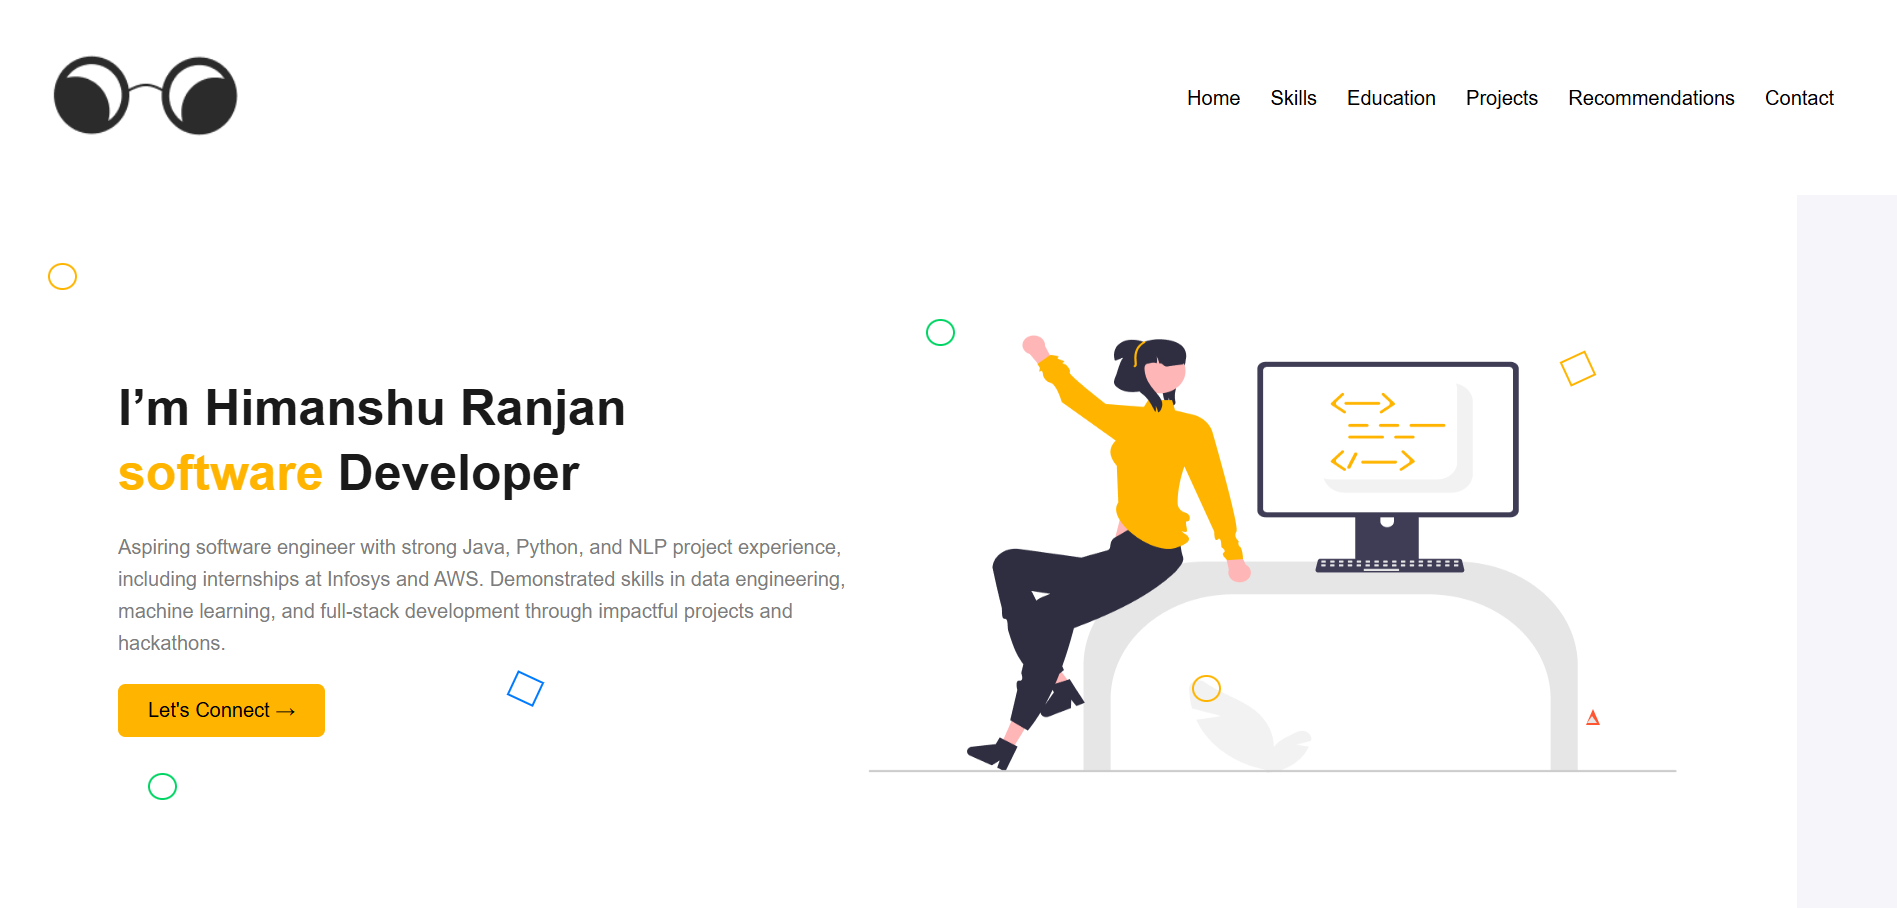 Home Skills Education Projects Recommendations Contact
I’m Himanshu Ranjan
software Developer
Aspiring software engineer with strong Java, Python, and NLP project experience,
including internships at Infosys and AWS. Demonstrated skills in data engineering,
machine learning, and full-stack development through impactful projects and
hackathons.
Let's Connect →